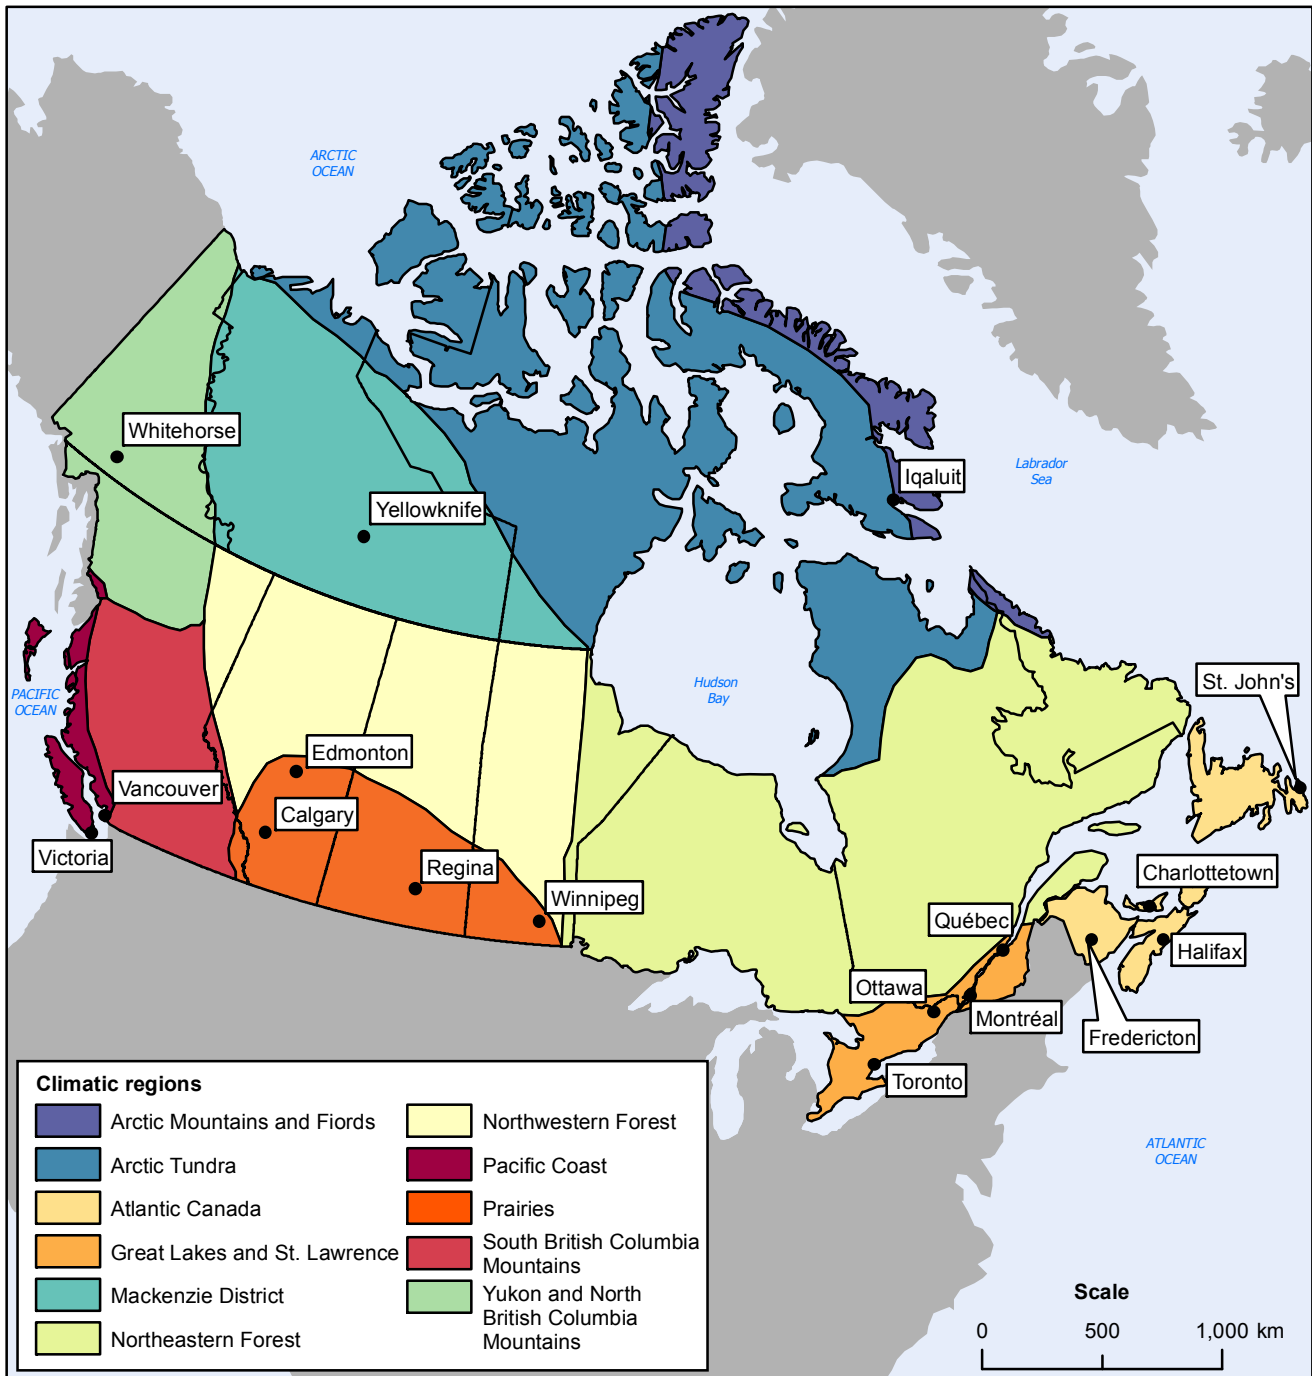 ARCTIC
OCEAN
Whitehorse
Iqaluit
Labrador
Sea
Yellowknife
Hudson
Bay
St. John's
PACIFIC
OCEAN
Edmonton
Vancouver
Calgary
Victoria
Regina
Charlottetown
Winnipeg
Québec
Halifax
Ottawa
Montréal
Fredericton
Toronto
ATLANTIC
OCEAN
Climatic regions
Arctic Mountains and Fiords
Arctic Tundra
Atlantic Canada
Great Lakes and St. Lawrence
Mackenzie District
Northeastern Forest
Northwestern Forest
Pacific Coast
Prairies
South British Columbia
Mountains
Yukon and North
British Columbia
Mountains
Scale
0 500 1,000 km